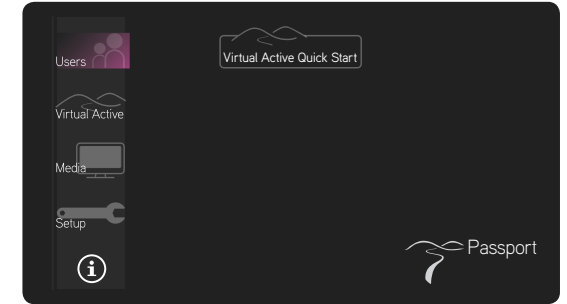 Users
Virtual Active Quick Start
Virtual Active
Media
Setup
i
Passport